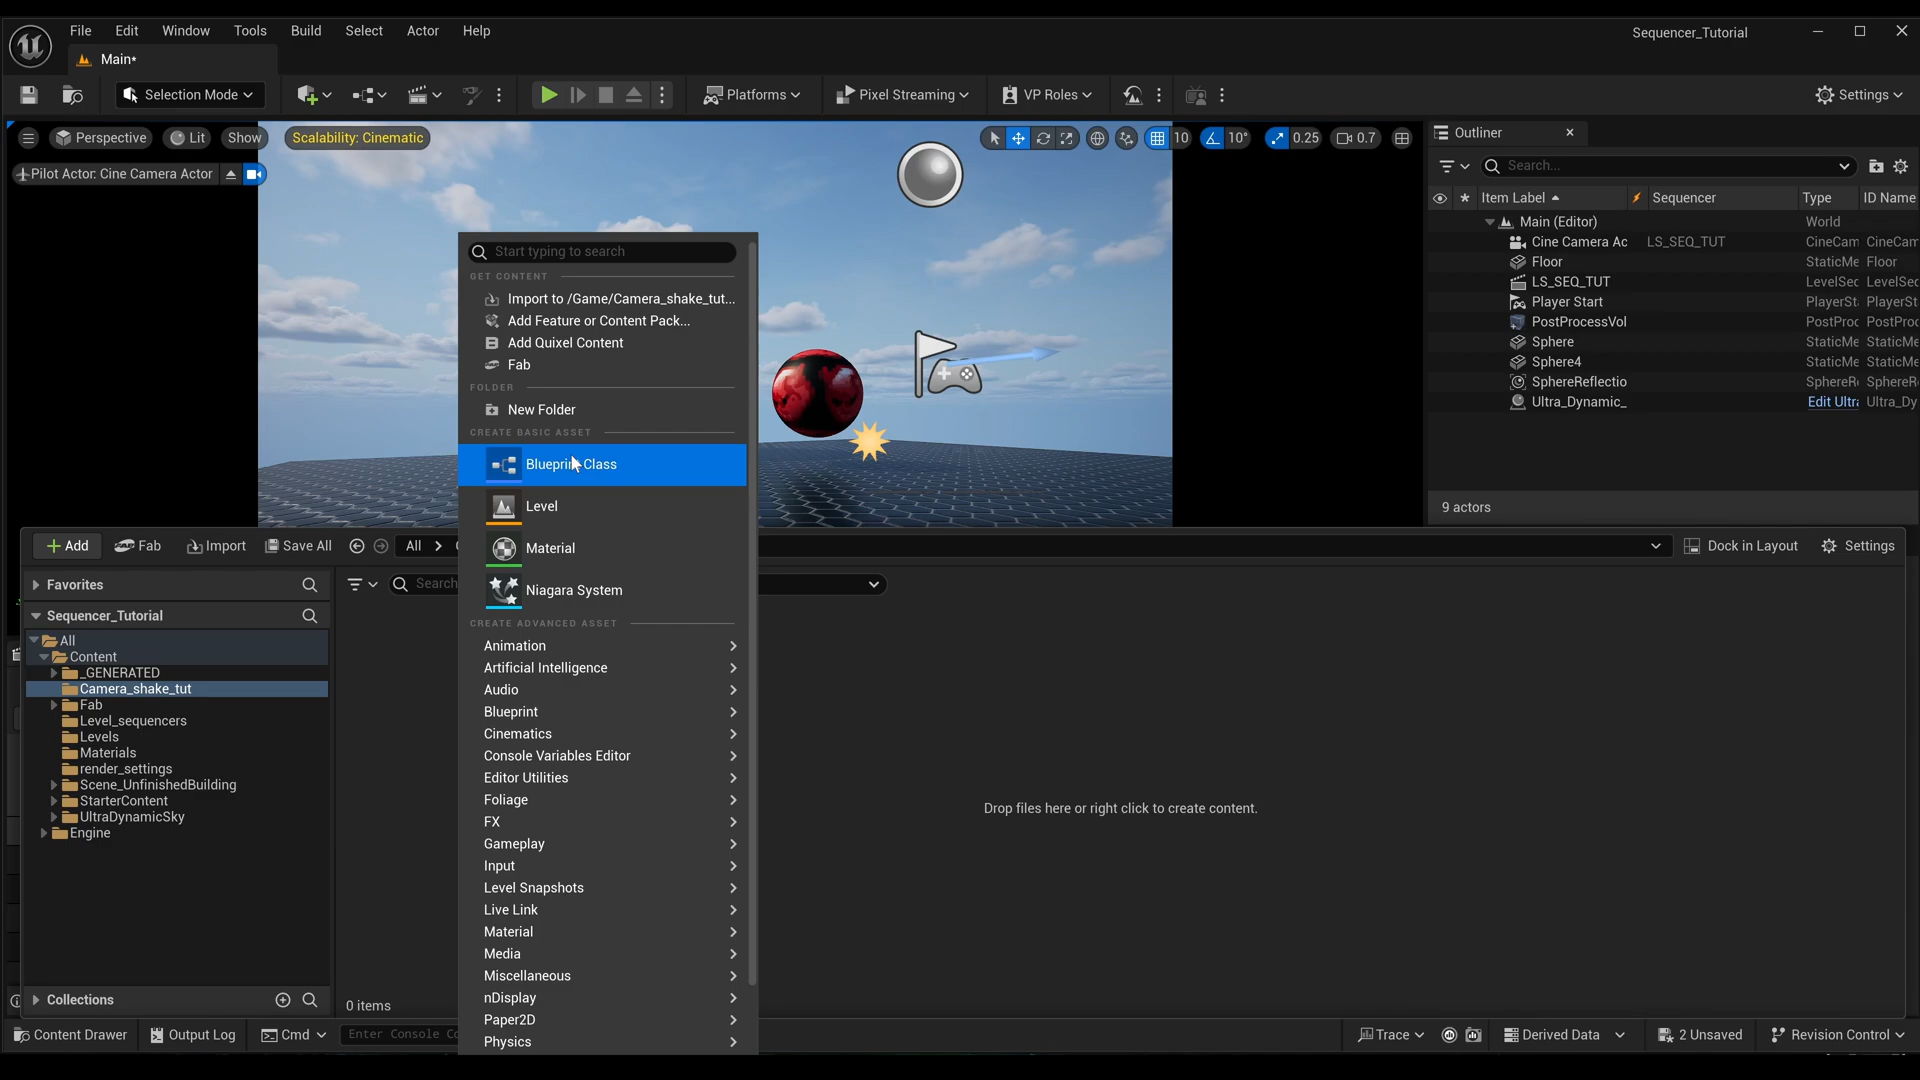 File Edit Window Tools Build Select Actor Help
Sequencer_Tutorial
Main*
Selection Mode
Platforms
Pixel Streaming
VP Roles
Settings
Perspective Lit Show Scalability: Cinematic
10 10° 0.25 0.7
Pilot Actor: Cine Camera Actor
Outliner
Search...
Item Label Sequencer Type ID Name
Main (Editor) World
Cine Camera Ac LS_SEQ_TUT CineCam CineCam
Floor StaticMe Floor
LS_SEQ_TUT LevelSec LevelSec
Player Start PlayerSt PlayerSt
PostProcessVol PostProc PostProc
Sphere StaticMe StaticMe
Sphere4 StaticMe StaticMe
SphereReflectio SphereRe SphereRe
Ultra_Dynamic_ Edit Ultra Ultra_Dy
9 actors
Start typing to search
GET CONTENT
Import to /Game/Camera_shake_tut...
Add Feature or Content Pack...
Add Quixel Content
Fab
FOLDER
New Folder
CREATE BASIC ASSET
Blueprint Class
Level
Material
Niagara System
CREATE ADVANCED ASSET
Animation
Artificial Intelligence
Audio
Blueprint
Cinematics
Console Variables Editor
Editor Utilities
Foliage
FX
Gameplay
Input
Level Snapshots
Live Link
Material
Media
Miscellaneous
nDisplay
Paper2D
Physics
Add Fab Import Save All All
Dock in Layout Settings
Favorites
Search
Sequencer_Tutorial
All
Content
_GENERATED
Camera_shake_tut
Fab
Level_sequencers
Levels
Materials
render_settings
Scene_UnfinishedBuilding
StarterContent
UltraDynamicSky
Engine
Drop files here or right click to create content.
Collections
0 items
Content Drawer Output Log Cmd Enter Console Co
Trace Derived Data 2 Unsaved Revision Control